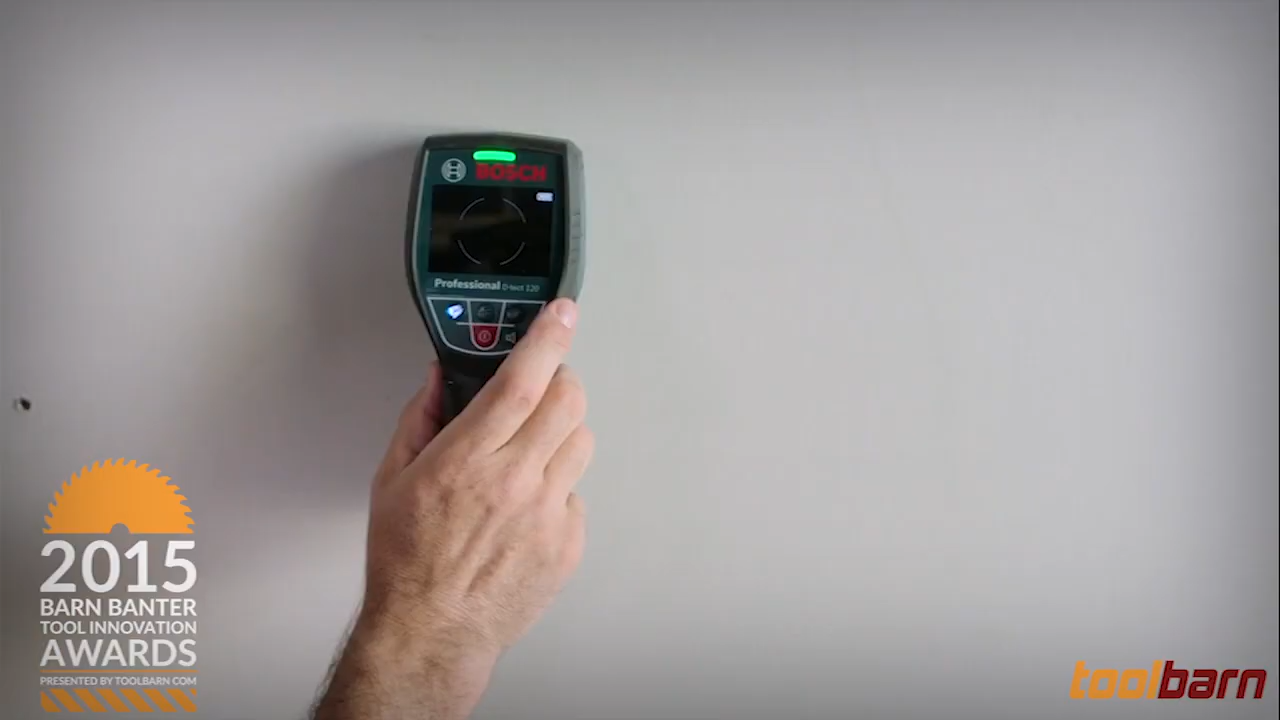 BOSCH
Professional D-tect 120
2015
BARN BANTER
TOOL INNOVATION
AWARDS
PRESENTED BY TOOLBARN.COM
toolbarn